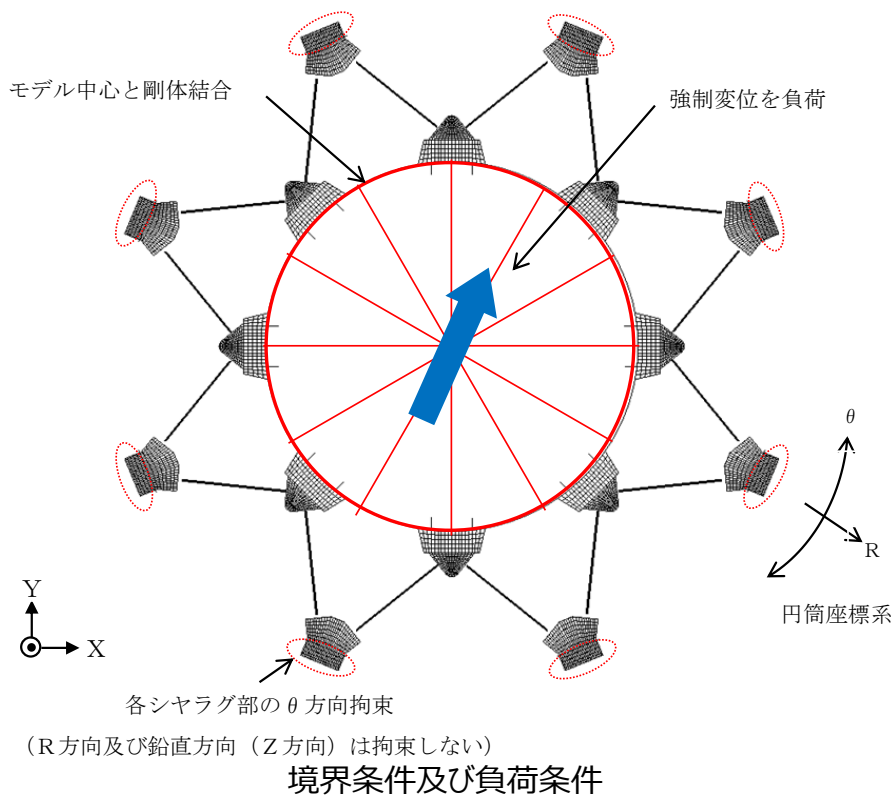 モデル中心と剛体結合
強制変位を負荷
θ
R
円筒座標系
Y
X
各シヤラグ部のθ方向拘束
（R方向及び鉛直方向（Z方向）は拘束しない）
境界条件及び負荷条件